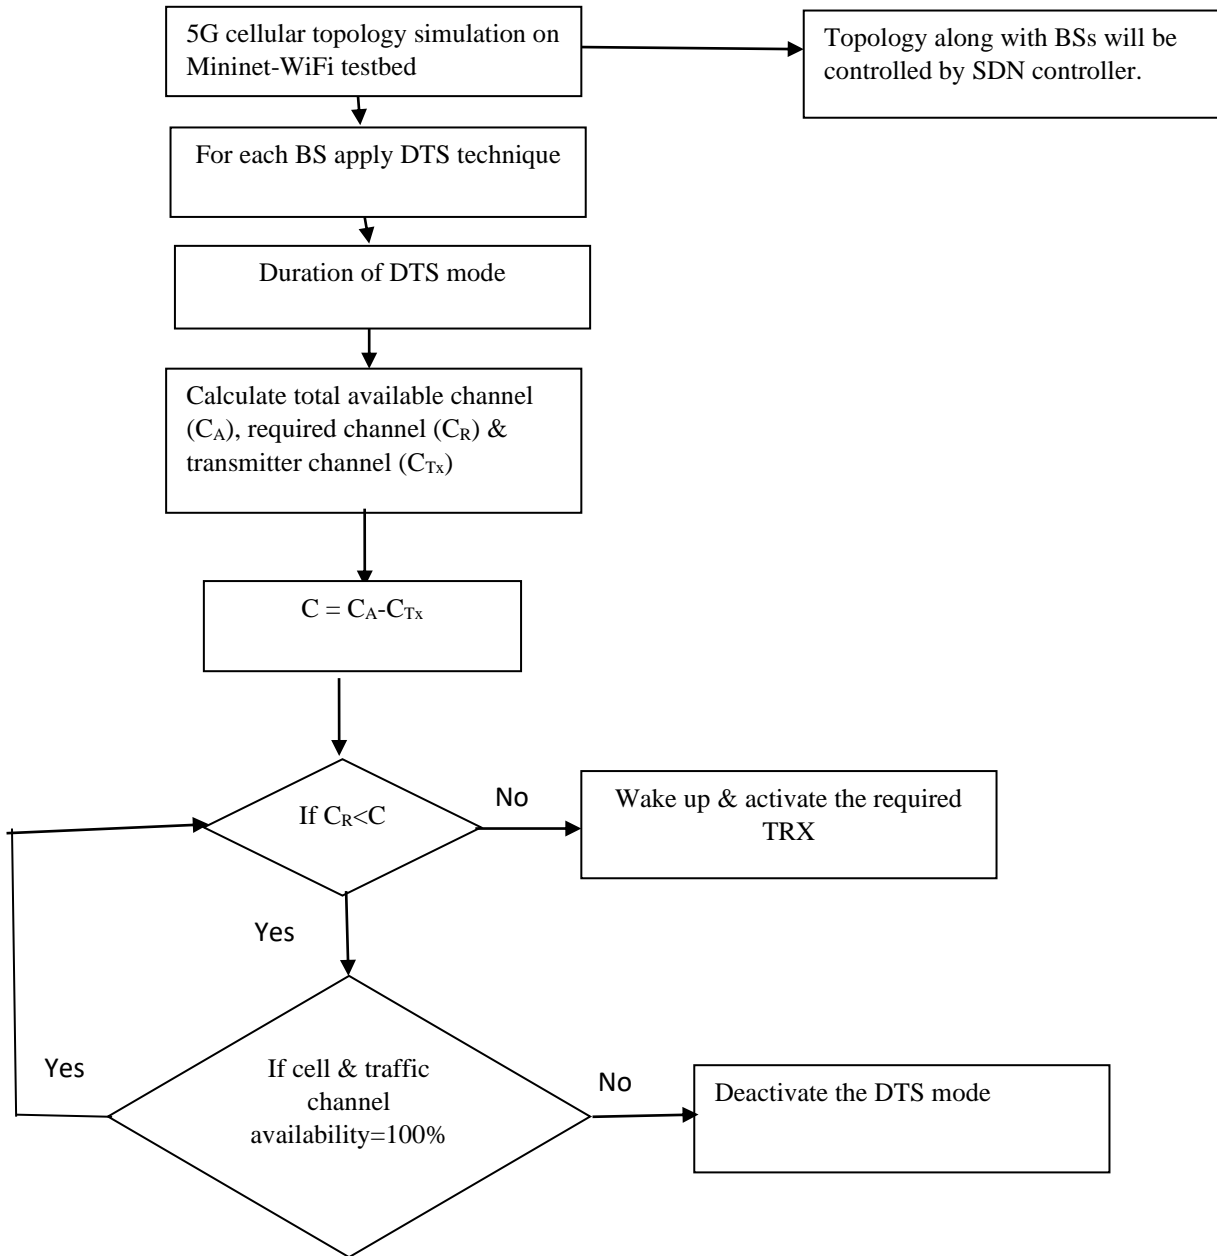 5G cellular topology simulation on
Mininet-WiFi testbed
Topology along with BSs will be
controlled by SDN controller.
For each BS apply DTS technique
Duration of DTS mode
Calculate total available channel
(CA), required channel (CR) &
transmitter channel (CTx)
C = CA-CTx
If CR<C
No
Wake up & activate the required
TRX
Yes
Yes
If cell & traffic
channel
availability=100%
No
Deactivate the DTS mode